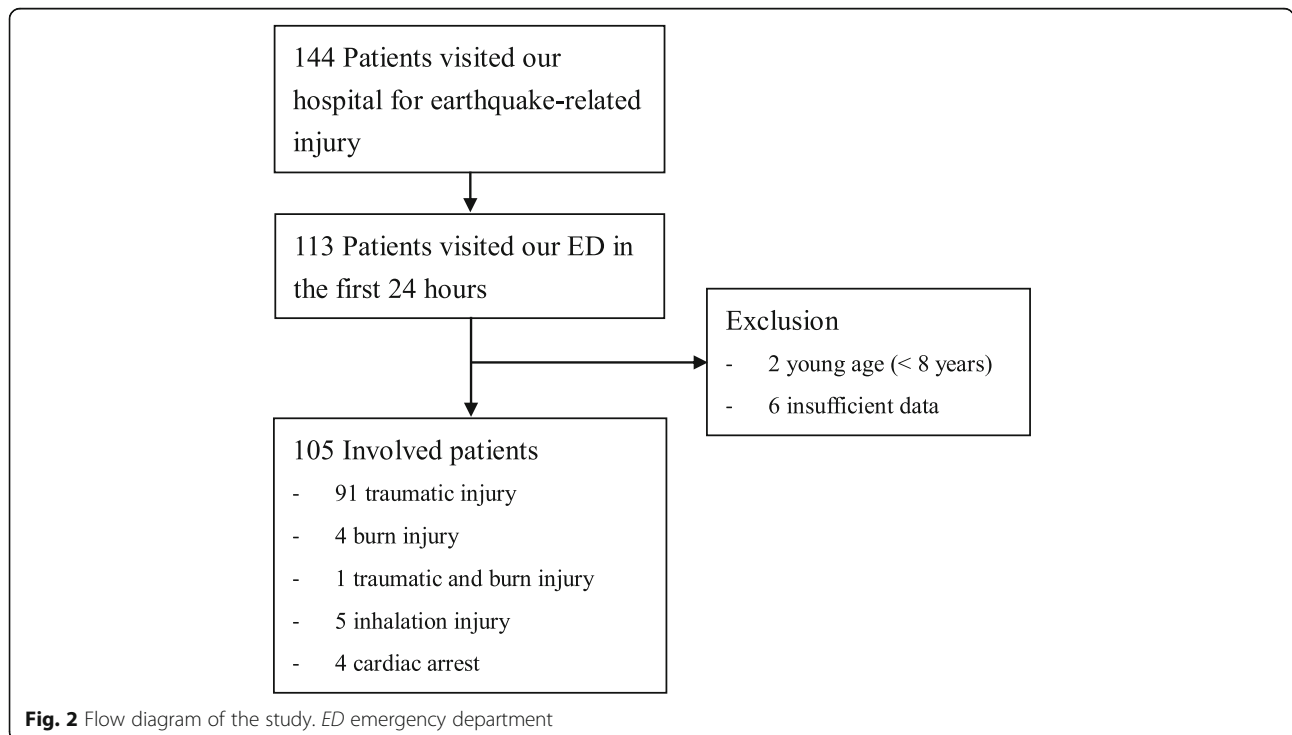 144 Patients visited our
hospital for earthquake-related
injury
113 Patients visited our ED in
the first 24 hours
Exclusion
- 2 young age (< 8 years)
- 6 insufficient data
105 Involved patients
- 91 traumatic injury
- 4 burn injury
- 1 traumatic and burn injury
- 5 inhalation injury
- 4 cardiac arrest
Fig. 2 Flow diagram of the study. ED emergency department